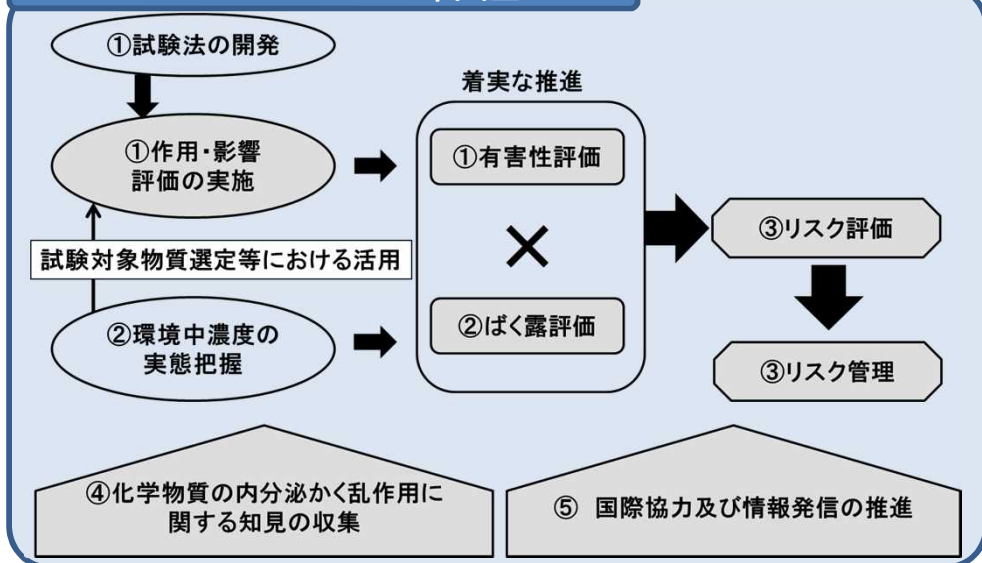 ①試験法の開発
着実な推進
①作用・影響
評価の実施
①有害性評価
×
③リスク評価
試験対象物質選定等における活用
②環境中濃度の
実態把握
②ばく露評価
③リスク管理
④化学物質の内分泌かく乱作用に
関する知見の収集
⑤ 国際協力及び情報発信の推進